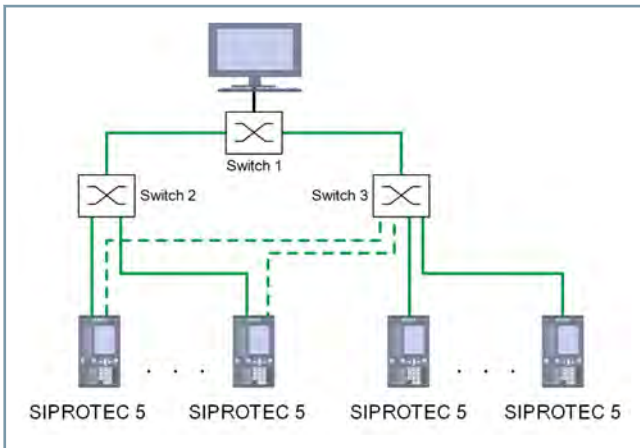 Switch 1
Switch 2
Switch 3
. . .
. . .
SIPROTEC 5
SIPROTEC 5
SIPROTEC 5
SIPROTEC 5